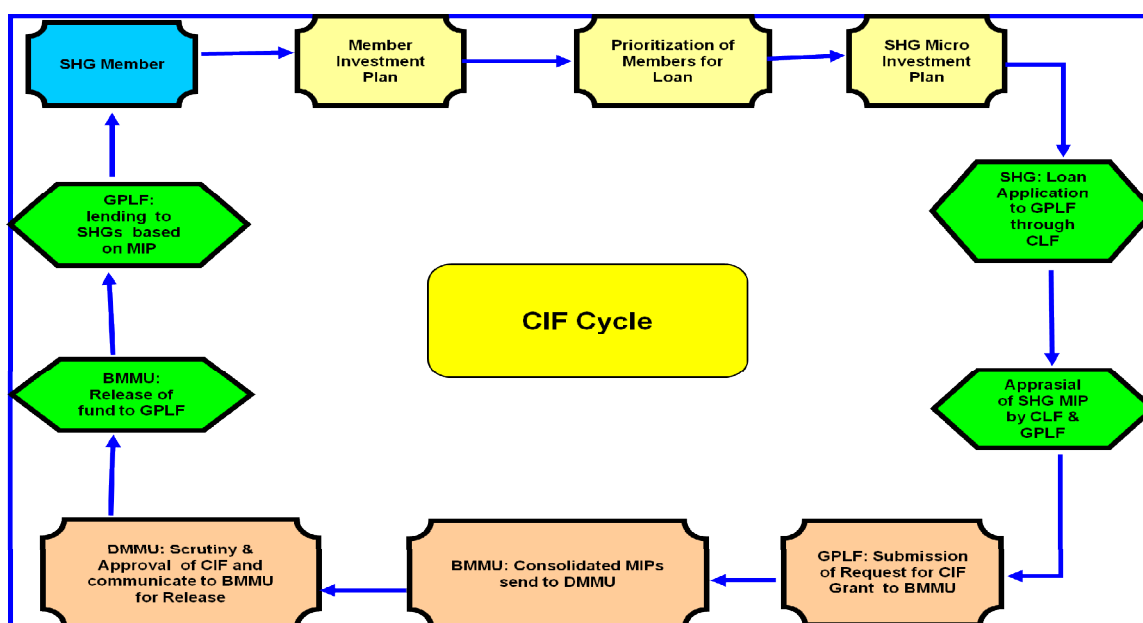 SHG Member
Member
Investment
Plan
Prioritization of
Members for
Loan
SHG Micro
Investment
Plan
SHG: Loan
Application
to GPLF
through
CLF
Apprasial
of SHG MIP
by CLF &
GPLF
GPLF: Submission
of Request for CIF
Grant to BMMU
BMMU: Consolidated MIPs
send to DMMU
DMMU: Scrutiny &
Approval of CIF and
communicate to BMMU
for Release
BMMU:
Release of
fund to GPLF
GPLF:
lending to
SHGs based
on MIP
CIF Cycle